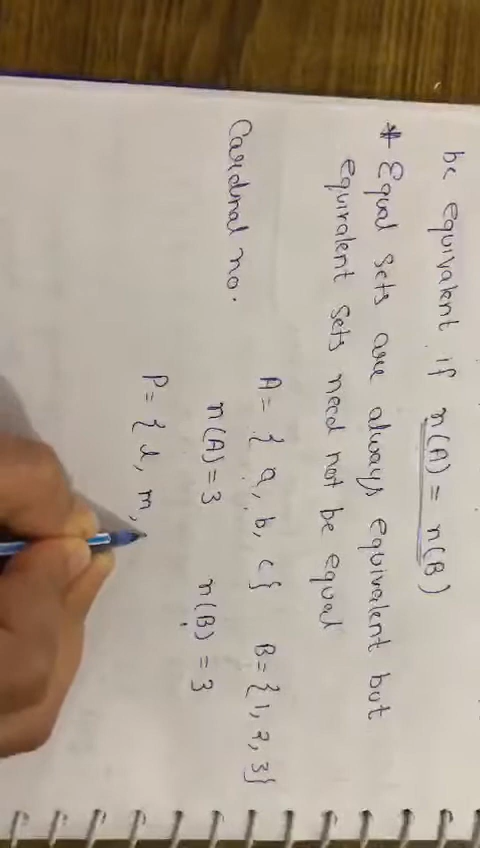 be equivalent if n(A) = n(B)
* Equal sets are always equivalent but
equivalent sets need not be equal
Cardinal no.
A = { a, b, c} B = {1, 2, 3}
n(A) = 3 n(B) = 3
P = { l, m,